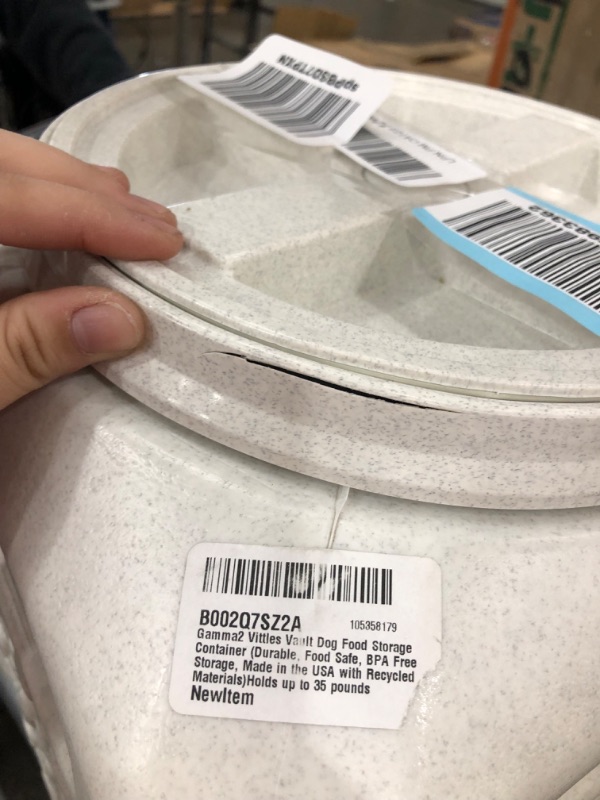 B002Q7SZ2A 105358179
Gamma2 Vittles Vault Dog Food Storage
Container (Durable, Food Safe, BPA Free
Storage, Made in the USA with Recycled
Materials)Holds up to 35 pounds
NewItem